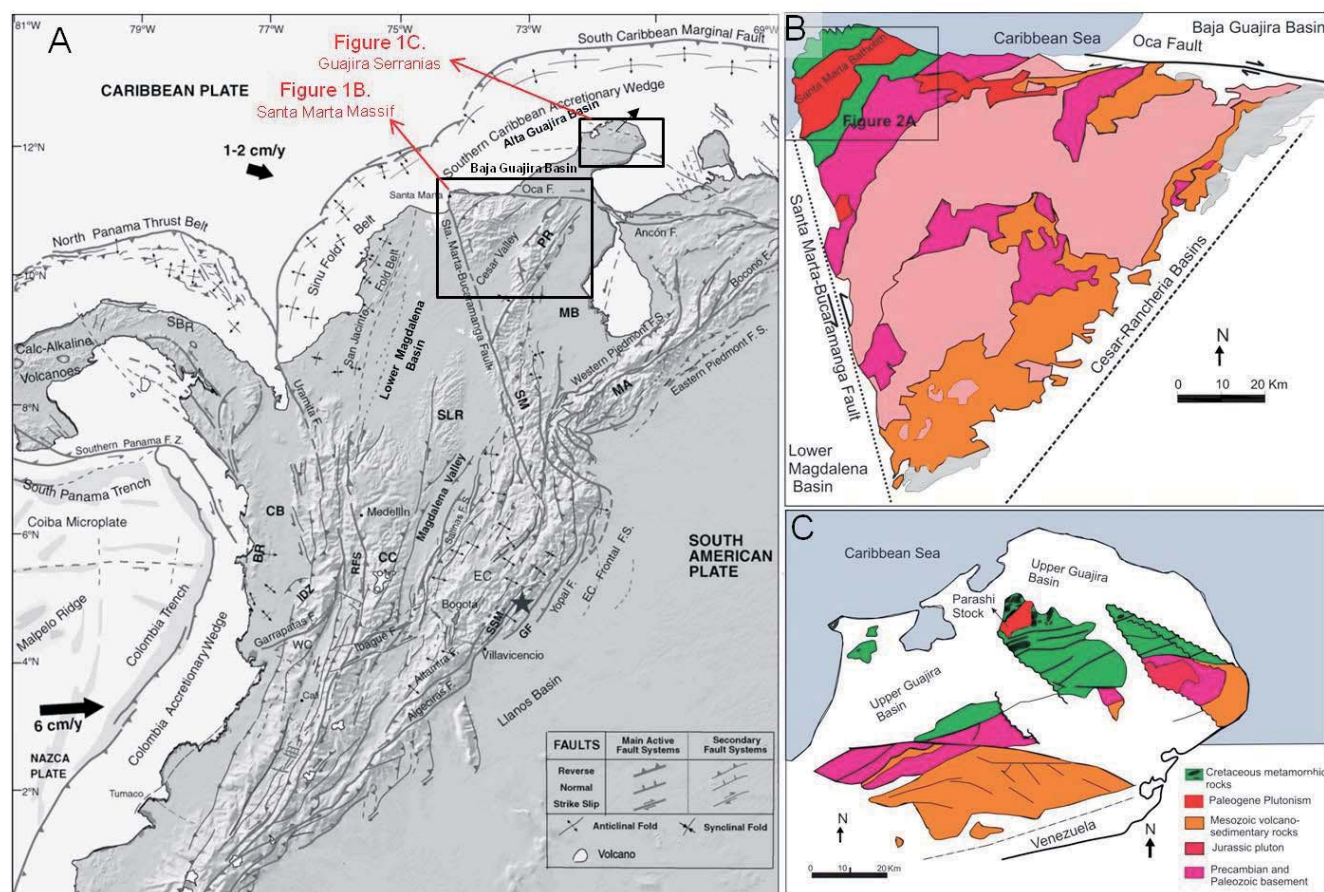 81°W
79°W
77°W
75°W
73°W
71°W
69°W
A
Figure 1C.
Guajira Serranias
Figure 1B.
Santa Marta Massif
South Caribbean Marginal Fault
CARIBBEAN PLATE
Southern Caribbean Accretionary Wedge
Alta Guajira Basin
12°N
1-2 cm/y
Baja Guajira Basin
Santa Marta
Oca F.
North Panama Thrust Belt
Sinu Fold Belt
Sta. Marta-Bucaramanga Fault
Cesar Valley
PR
Ancón F.
Boconó F.
10°N
San Jacinto Fold Belt
Lower Magdalena Basin
MB
SBR
Calc-Alkaline
Volcanoes
Uramita F.
Western Piedmont F.S.
Eastern Piedmont F.S.
MA
SM
8°N
SLR
Southern Panama F. Z.
South Panama Trench
Magdalena Valley
Salinas F.S.
Coiba Microplate
CB
Medellín
6°N
BR
RFS
CC
EC
EC. Frontal F.S.
SOUTH
AMERICAN
PLATE
Malpelo Ridge
Colombia Trench
IDZ
Bogota
Yopal F.
SSM
GF
Garrapatas F.
WC
Ibague F.
Villavicencio
4°N
Colombia Accretionary Wedge
Cali
Altamira F.
Algeciras F.
Llanos Basin
6 cm/y
NAZCA
PLATE
Tumaco
2°N
FAULTS
Main Active
Fault Systems
Secondary
Fault Systems
Reverse
Normal
Strike Slip
Anticlinal Fold
Synclinal Fold
Volcano
B
Caribbean Sea
Baja Guajira Basin
Oca Fault
Santa Marta Batholith
Figure 2A
Santa Marta-Bucaramanga Fault
Cesar-Rancheria Basins
N
0 10 20 Km
Lower
Magdalena
Basin
C
Caribbean Sea
Upper Guajira
Basin
Parashi
Stock
Upper Guajira
Basin
Venezuela
N
N
0 10 20 km
Cretaceous metamorphic
rocks
Paleogene Plutonism
Mesozoic volcano-
sedimentary rocks
Jurassic pluton
Precambrian and
Paleozoic basement